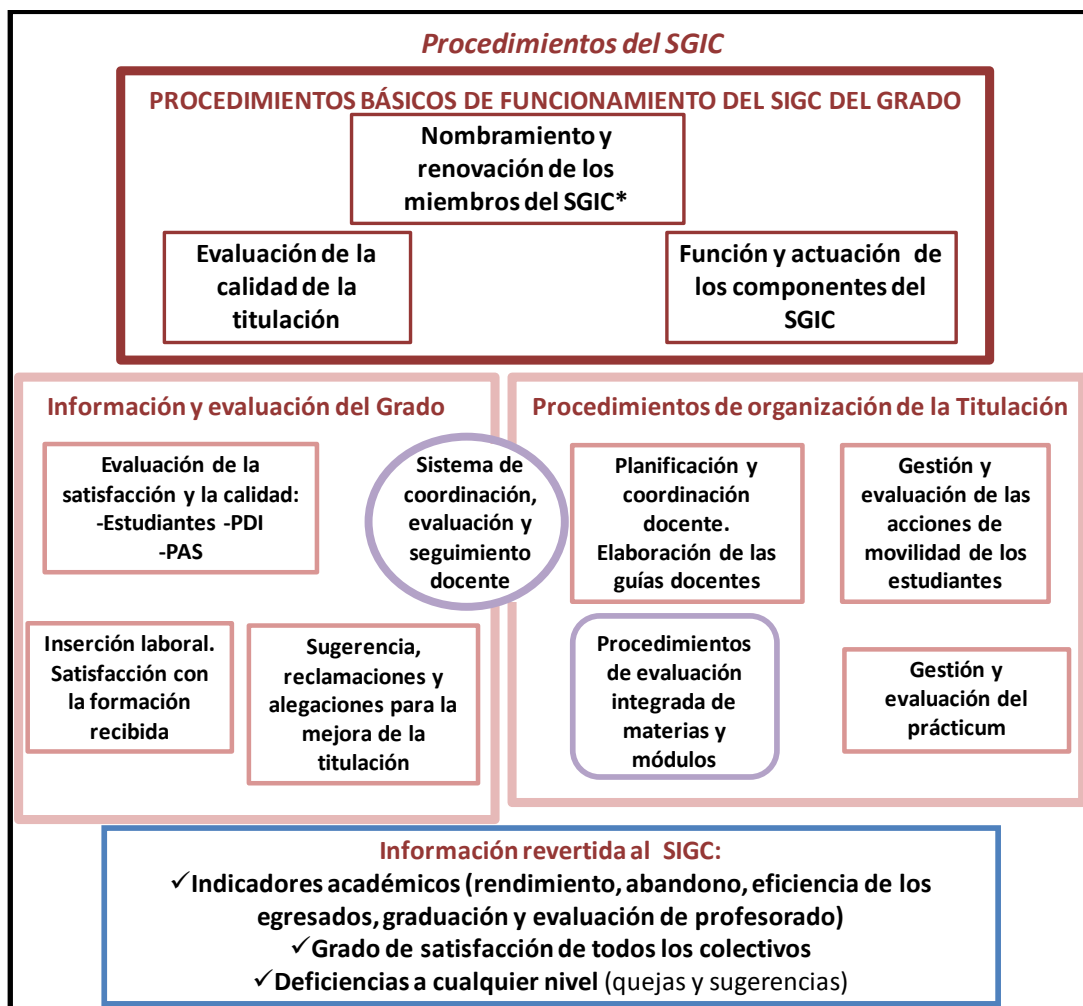 Procedimientos del SGIC
PROCEDIMIENTOS BÁSICOS DE FUNCIONAMIENTO DEL SIGC DEL GRADO
Nombramiento y
renovación de los
miembros del SGIC*
Evaluación de la
calidad de la
titulación
Función y actuación de
los componentes del
SGIC
Información y evaluación del Grado
Evaluación de la
satisfacción y la calidad:
-Estudiantes -PDI
-PAS
Sistema de
coordinación,
evaluación y
seguimiento
docente
Inserción laboral.
Satisfacción con
la formación
recibida
Sugerencia,
reclamaciones y
alegaciones para la
mejora de la
titulación
Procedimientos de organización de la Titulación
Planificación y
coordinación
docente.
Elaboración de las
guías docentes
Gestión y
evaluación de las
acciones de
movilidad de los
estudiantes
Procedimientos
de evaluación
integrada de
materias y
módulos
Gestión y
evaluación del
prácticum
Información revertida al SIGC:
✓Indicadores académicos (rendimiento, abandono, eficiencia de los
egresados, graduación y evaluación de profesorado)
✓Grado de satisfacción de todos los colectivos
✓Deficiencias a cualquier nivel (quejas y sugerencias)